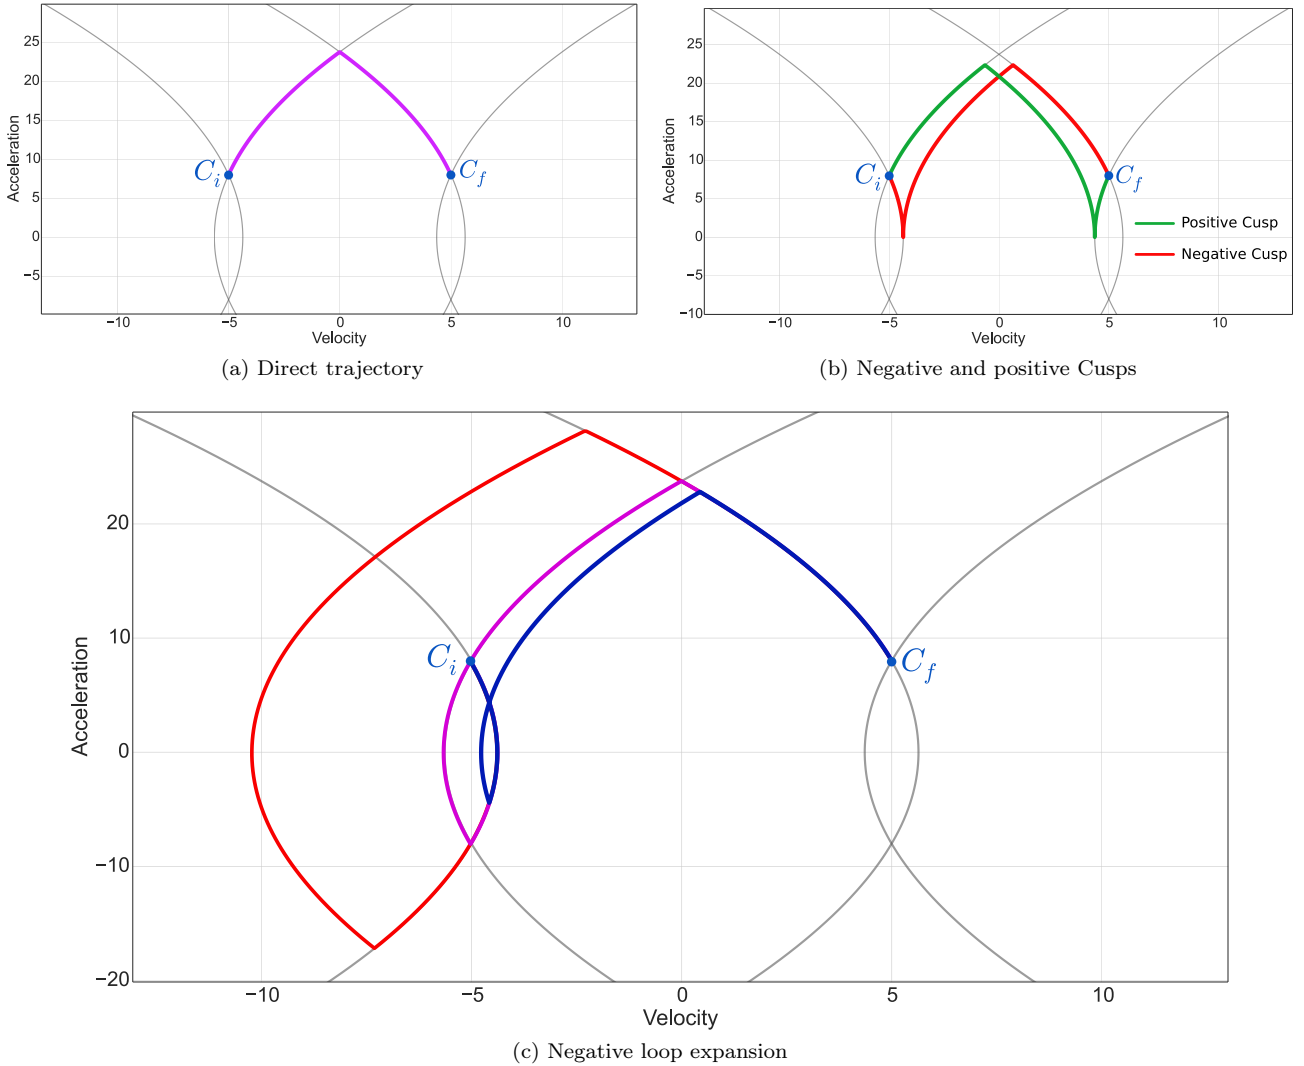 25
20
15
10
5
0
−5
−10
−5
0
5
10
Acceleration
Velocity
C_i
C_f
(a) Direct trajectory
25
20
15
10
5
0
−5
−10
−10
−5
0
5
10
Acceleration
Velocity
C_i
C_f
Positive Cusp
Negative Cusp
(b) Negative and positive Cusps
20
10
0
−10
−20
−10
−5
0
5
10
Acceleration
Velocity
C_i
C_f
(c) Negative loop expansion